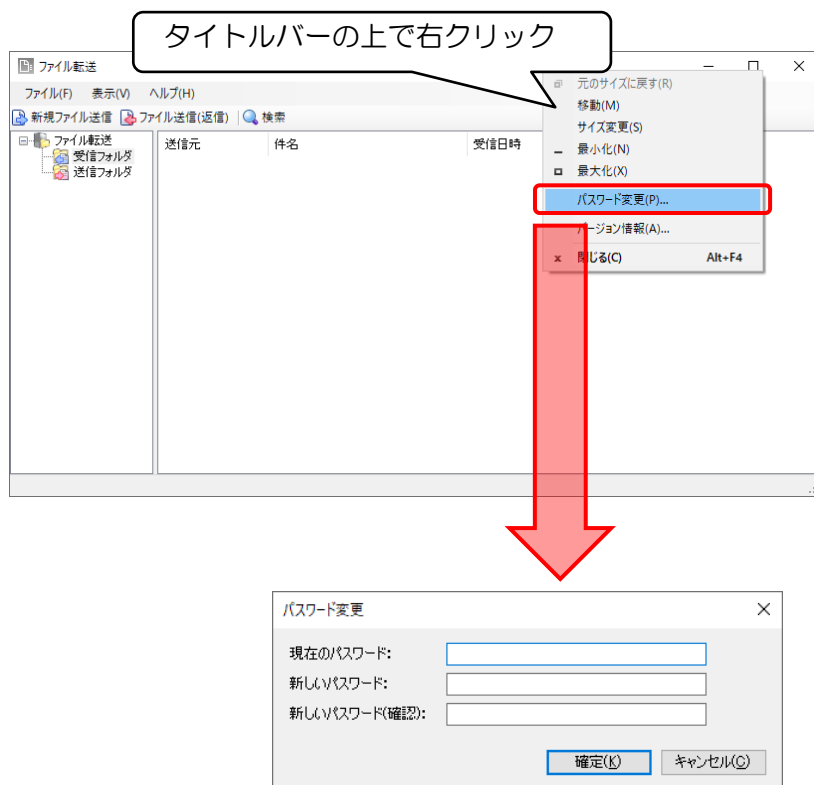 タイトルバーの上で右クリック
ファイル転送
ファイル(F) 表示(V) ヘルプ(H)
新規ファイル送信 ファイル送信(返信) 検索
ファイル転送
受信フォルダ
送信フォルダ
送信元 件名 受信日時
元のサイズに戻す(R)
移動(M)
サイズ変更(S)
最小化(N)
最大化(X)
パスワード変更(P)...
バージョン情報(A)...
閉じる(C) Alt+F4
パスワード変更
現在のパスワード:
新しいパスワード:
新しいパスワード(確認):
確定(K) キャンセル(C)